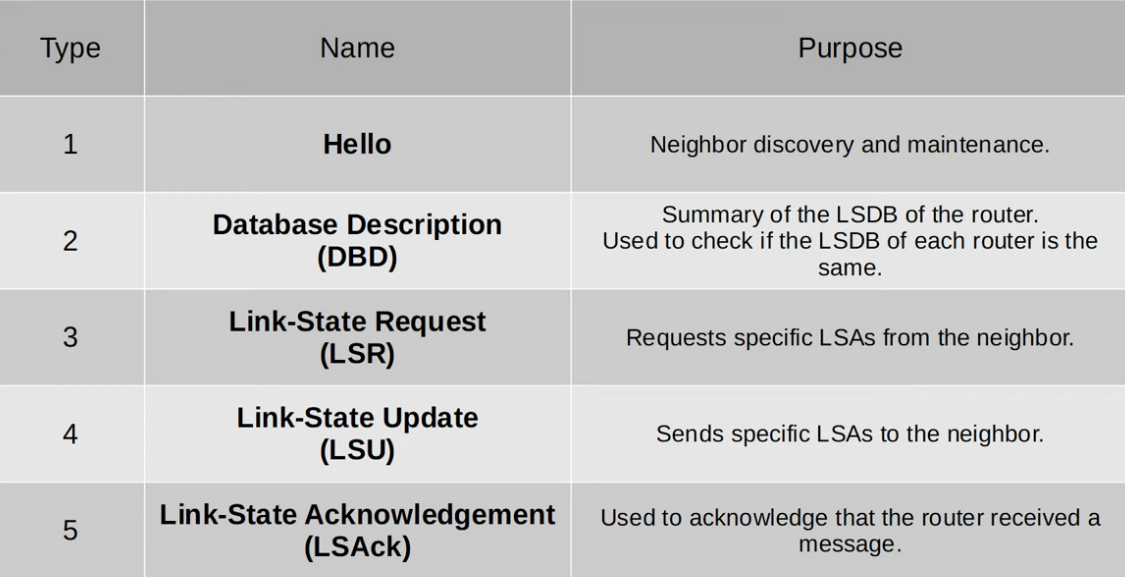 Type Name Purpose
1 Hello Neighbor discovery and maintenance.
2 Database Description
(DBD)
Summary of the LSDB of the router.
Used to check if the LSDB of each router is the
same.
3 Link-State Request
(LSR)
Requests specific LSAs from the neighbor.
4 Link-State Update
(LSU)
Sends specific LSAs to the neighbor.
5 Link-State Acknowledgement
(LSAck)
Used to acknowledge that the router received a
message.